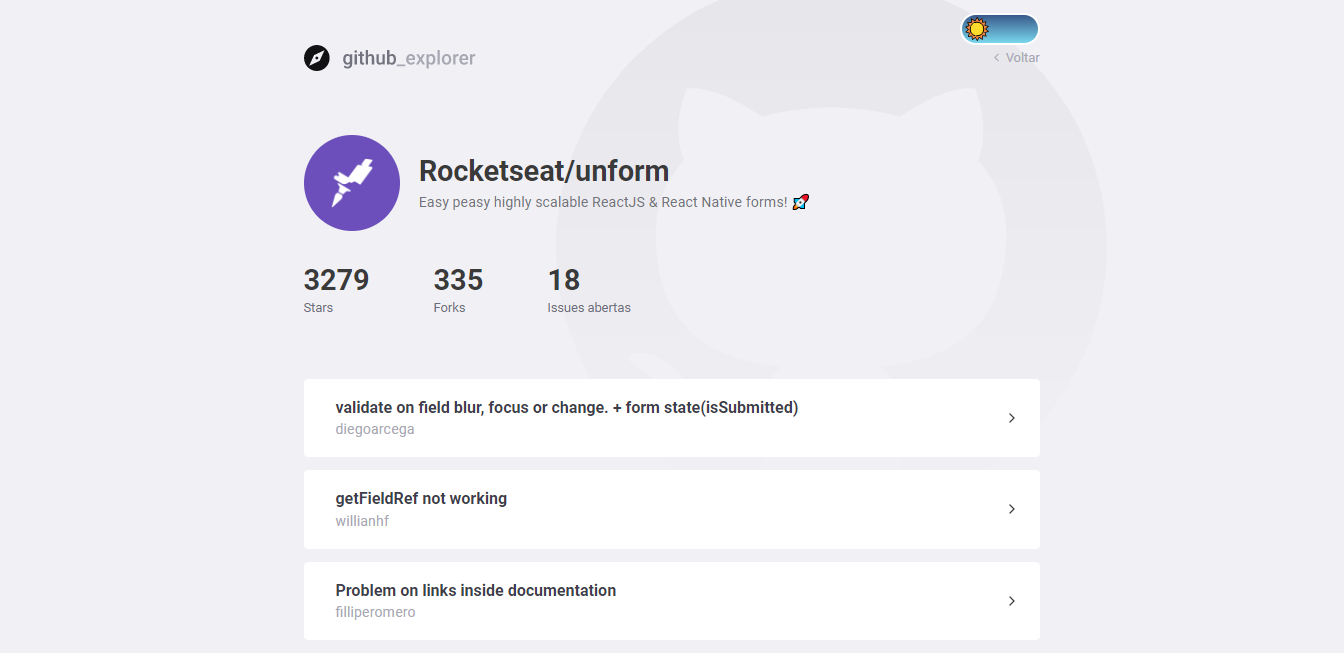 github_explorer
Voltar
Rocketseat/unform
Easy peasy highly scalable ReactJS & React Native forms! 🚀
3279
335
18
Stars
Forks
Issues abertas
validate on field blur, focus or change. + form state(isSubmitted)
diegoarcega
getFieldRef not working
willianhf
Problem on links inside documentation
filliperomero